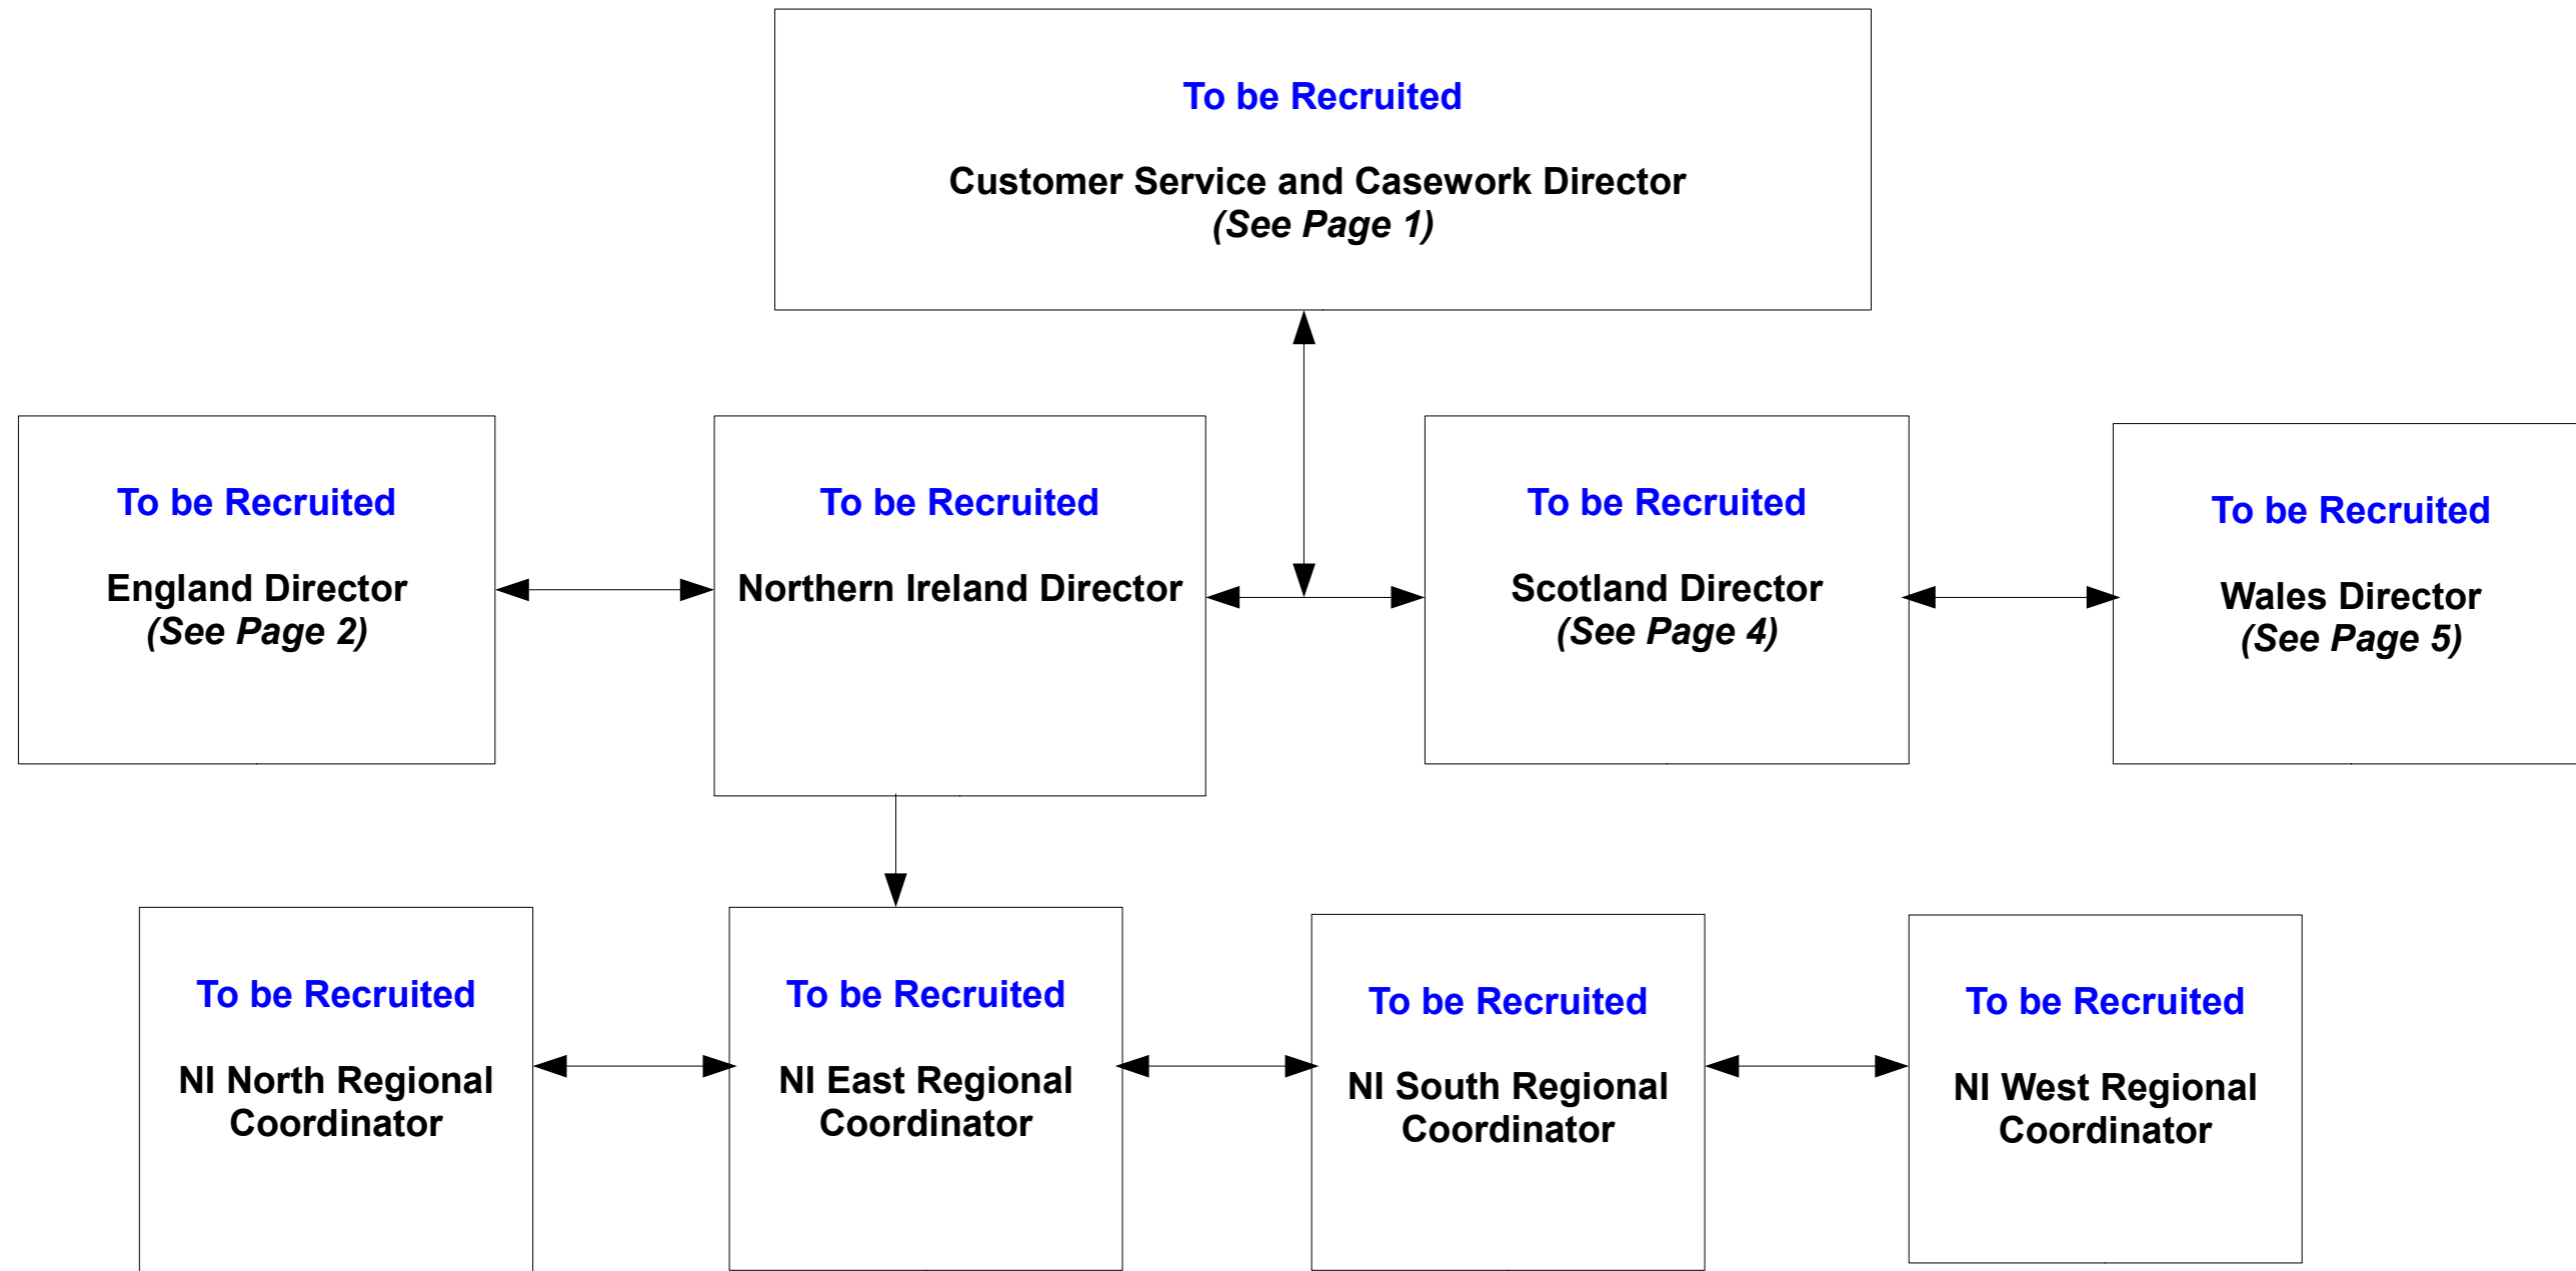 To be Recruited
Customer Service and Casework Director
(See Page 1)
To be Recruited
England Director
(See Page 2)
To be Recruited
Northern Ireland Director
To be Recruited
Scotland Director
(See Page 4)
To be Recruited
Wales Director
(See Page 5)
To be Recruited
NI North Regional
Coordinator
To be Recruited
NI East Regional
Coordinator
To be Recruited
NI South Regional
Coordinator
To be Recruited
NI West Regional
Coordinator